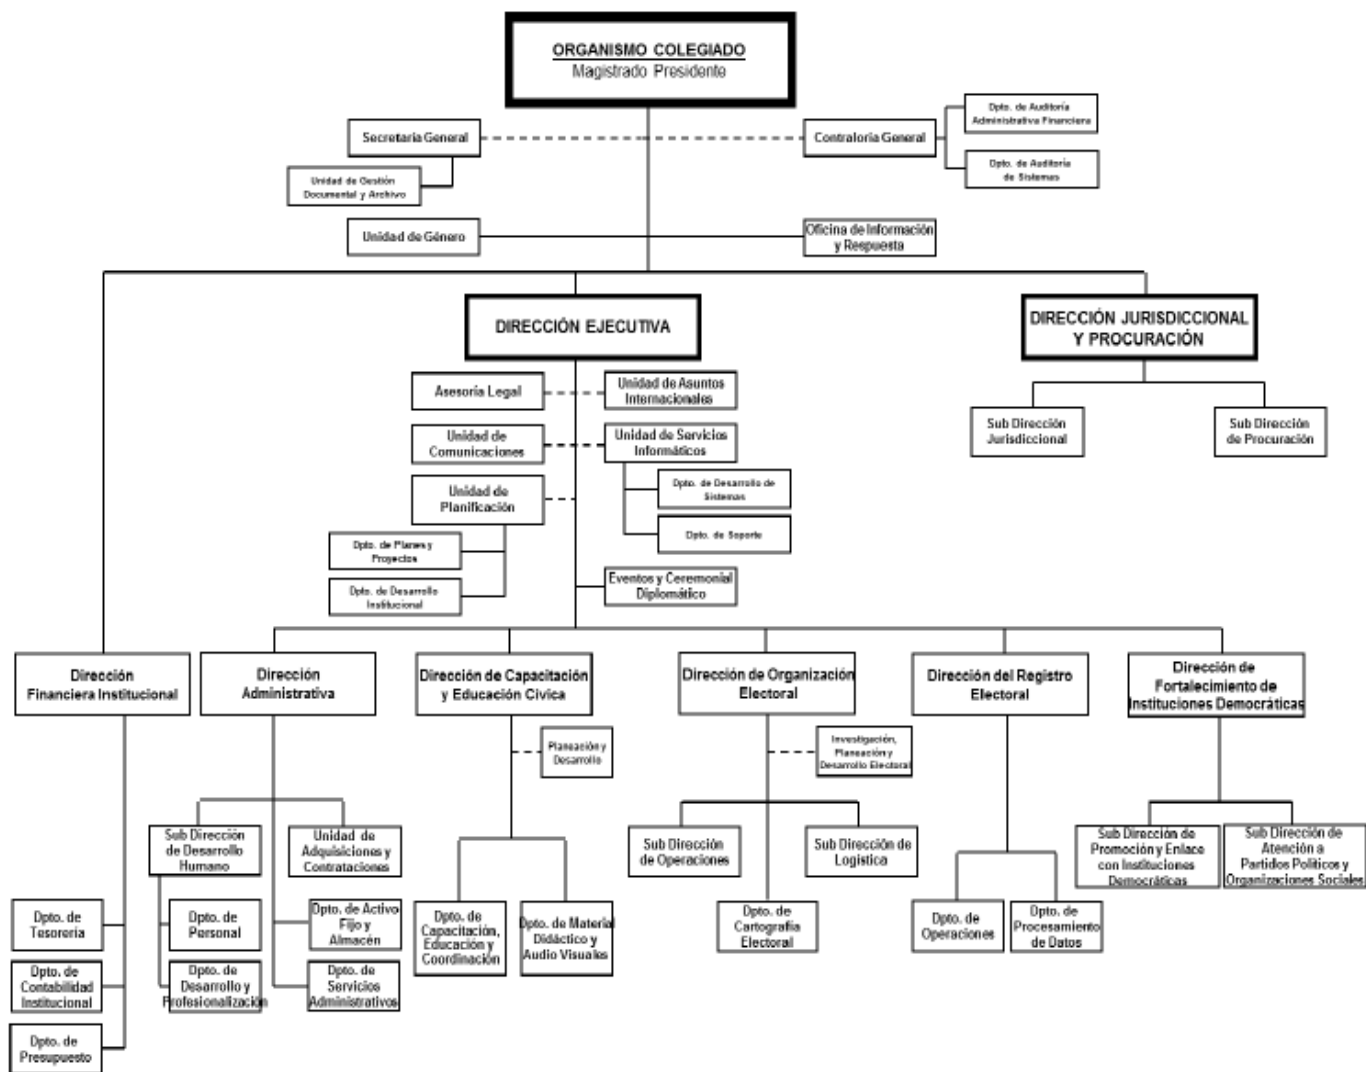 ORGANISMO COLEGIADO
Magistrado Presidente
Secretaría General
Contraloría General
Dpto. de Auditoría
Administrativa Financiera
Dpto. de Auditoría
de Sistemas
Unidad de Gestión
Documental y Archivo
Unidad de Género
Oficina de Información
y Respuesta
DIRECCIÓN EJECUTIVA
DIRECCIÓN JURISDICCIONAL
Y PROCURACIÓN
Asesoría Legal
Unidad de Asuntos
Internacionales
Sub Dirección
Jurisdiccional
Sub Dirección
de Procuración
Unidad de
Comunicaciones
Unidad de Servicios
Informáticos
Unidad de
Planificación
Dpto. de Desarrollo de
Sistemas
Dpto. de Soporte
Dpto. de Planes y
Proyectos
Dpto. de Desarrollo
Institucional
Eventos y Ceremonial
Diplomático
Dirección
Financiera Institucional
Dirección
Administrativa
Dirección de Capacitación
y Educación Cívica
Dirección de Organización
Electoral
Dirección del Registro
Electoral
Dirección de
Fortalecimiento de
Instituciones Democráticas
Planeación y
Desarrollo
Investigación,
Planeación y
Desarrollo Electoral
Sub Dirección
de Desarrollo
Humano
Unidad de
Adquisiciones y
Contrataciones
Sub Dirección
de Operaciones
Sub Dirección de
Logística
Sub Dirección de
Promoción y Enlace
con Instituciones
Democráticas
Sub Dirección de
Atención a
Partidos Políticos y
Organizaciones Sociales
Dpto. de
Tesorería
Dpto. de
Personal
Dpto. de Activo
Fijo y
Almacén
Dpto. de
Capacitación,
Educación y
Coordinación
Dpto. de Material
Didáctico y
Audio Visuales
Dpto. de
Cartografía
Electoral
Dpto. de
Operaciones
Dpto. de
Procesamiento
de Datos
Dpto. de
Contabilidad
Institucional
Dpto. de
Desarrollo y
Profesionalización
Dpto. de
Servicios
Administrativos
Dpto. de
Presupuesto